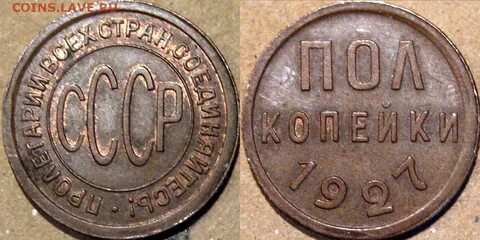 COINS.LAVE.RU
ПРОЛЕТАРИИ ВСЕХ СТРАН, СОЕДИНЯЙТЕСЬ!
СССР
ПОЛ
КОПЕЙКИ
1927